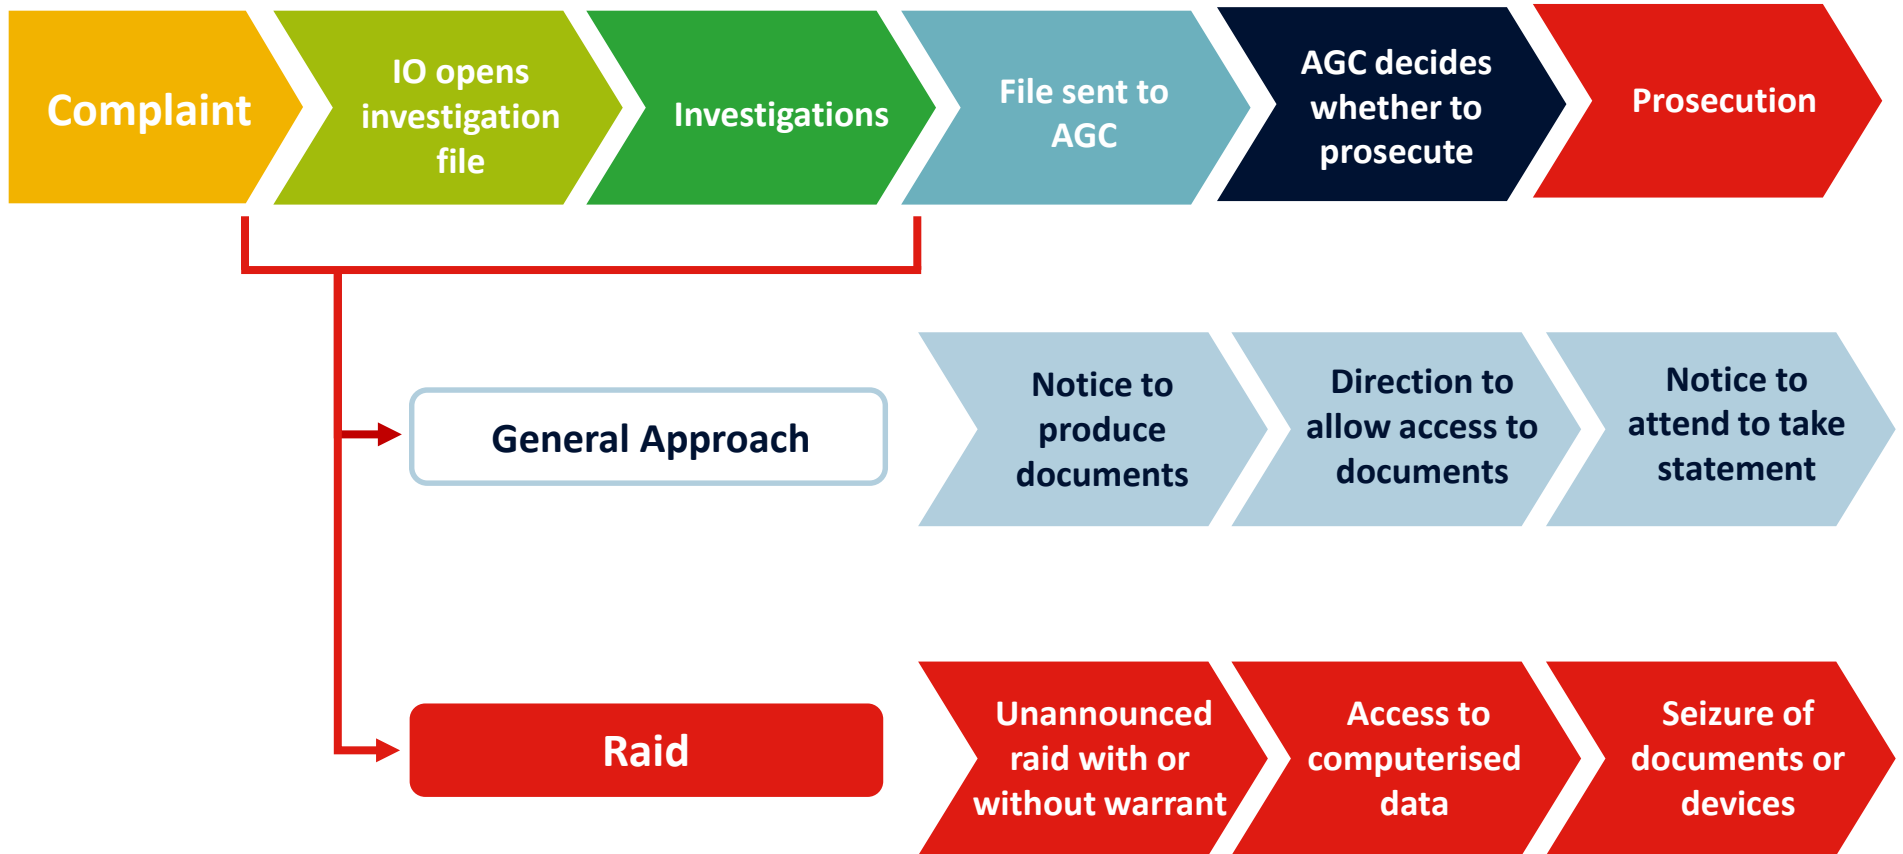 Complaint
IO opens
investigation
file
Investigations
File sent to
AGC
AGC decides
whether to
prosecute
Prosecution
General Approach
Notice to
produce
documents
Direction to
allow access to
documents
Notice to
attend to take
statement
Raid
Unannounced
raid with or
without warrant
Access to
computerised
data
Seizure of
documents or
devices